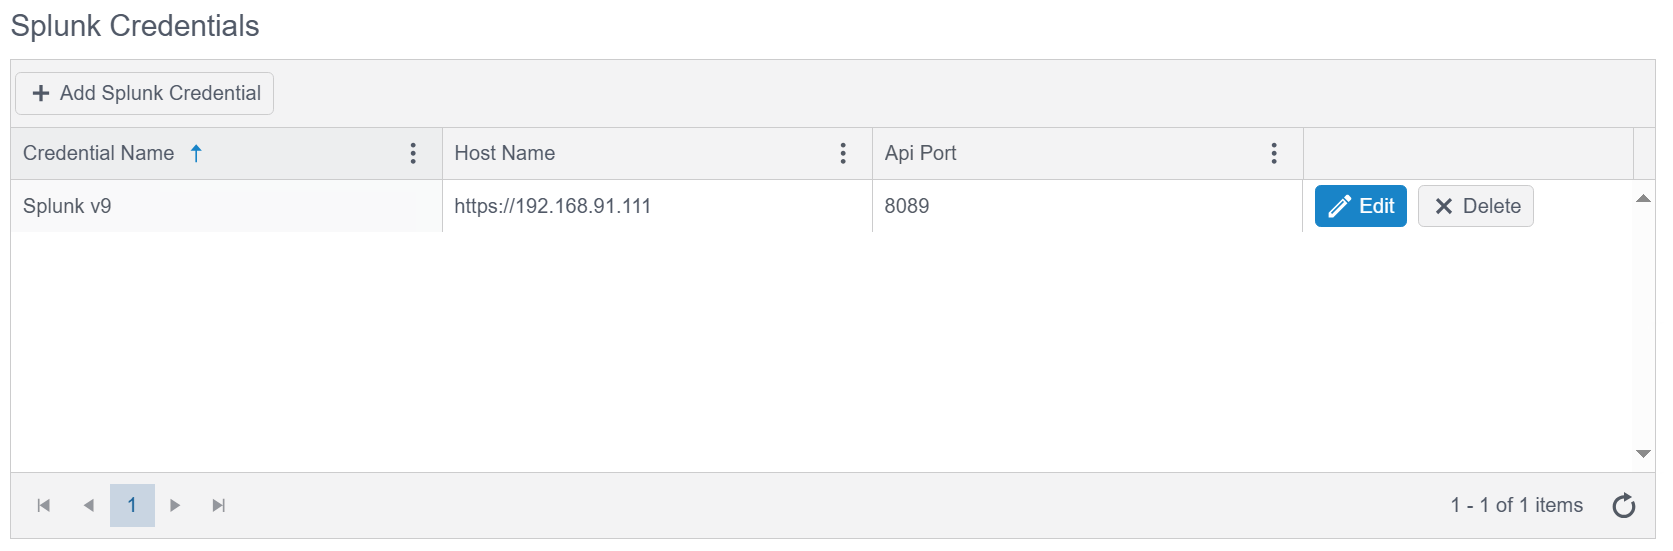 Splunk Credentials
Add Splunk Credential
Credential Name Host Name Api Port
Splunk v9 https://192.168.91.111 8089 Edit Delete
1 1 - 1 of 1 items